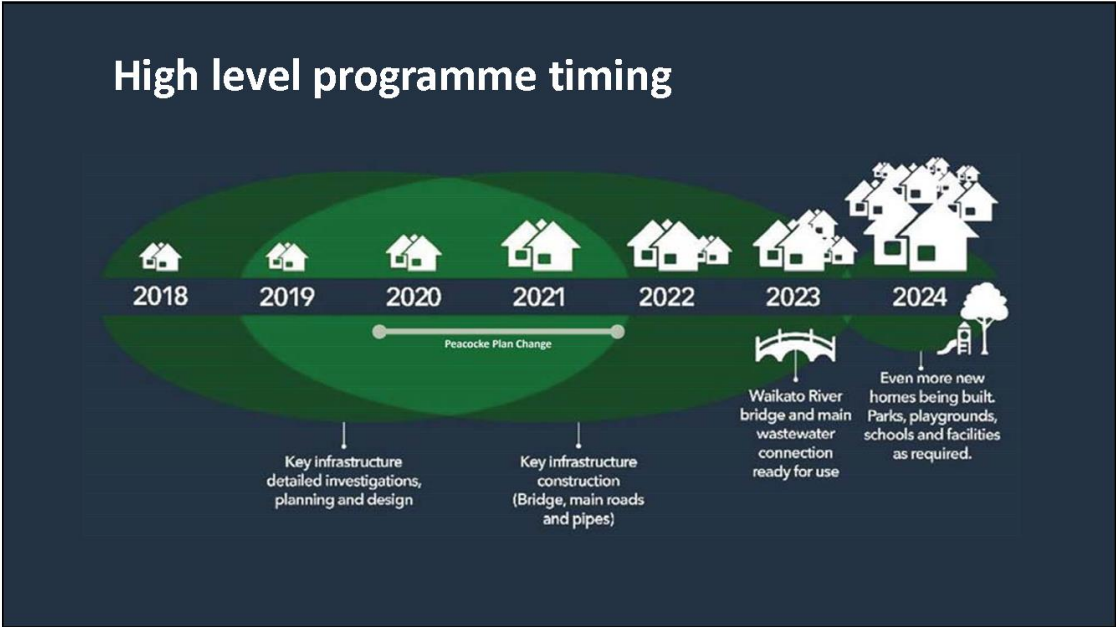 High level programme timing
2018 2019 2020 2021 2022 2023 2024
Peacocke Plan Change
Key infrastructure
detailed investigations,
planning and design
Key infrastructure
construction
(Bridge, main roads
and pipes)
Waikato River
bridge and main
wastewater
connection
ready for use
Even more new
homes being built.
Parks, playgrounds,
schools and facilities
as required.